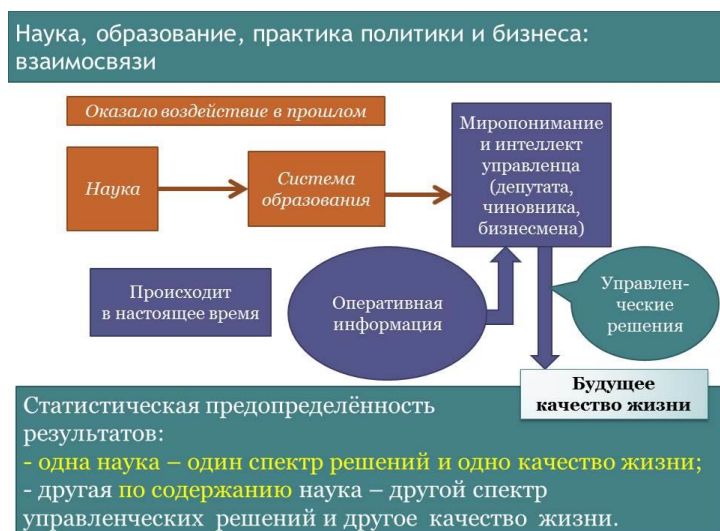 Наука, образование, практика политики и бизнеса:
взаимосвязи
Оказало воздействие в прошлом
Наука
Система
образования
Миропонимание
и интеллект
управленца
(депутата,
чиновника,
бизнесмена)
Происходит
в настоящее время
Оперативная
информация
Управлен-
ческие
решения
Будущее
качество жизни
Статистическая предопределённость
результатов:
- одна наука – один спектр решений и одно качество жизни;
- другая по содержанию наука – другой спектр
управленческих решений и другое качество жизни.